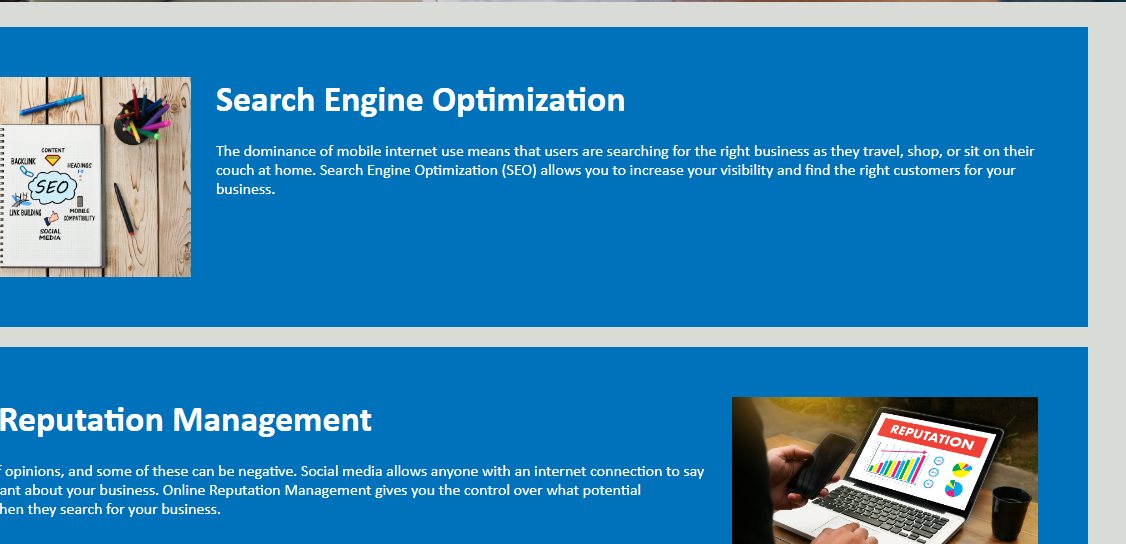 Search Engine Optimization
The dominance of mobile internet use means that users are searching for the right business as they travel, shop, or sit on their
couch at home. Search Engine Optimization (SEO) allows you to increase your visibility and find the right customers for your
business.
CONTENT
BACKLINK
HEADINGS
SEO
LINK BUILDING
MOBILE
COMPATIBILITY
SOCIAL
MEDIA
Reputation Management
opinions, and some of these can be negative. Social media allows anyone with an internet connection to say
about your business. Online Reputation Management gives you the control over what potential
they search for your business.
REPUTATION